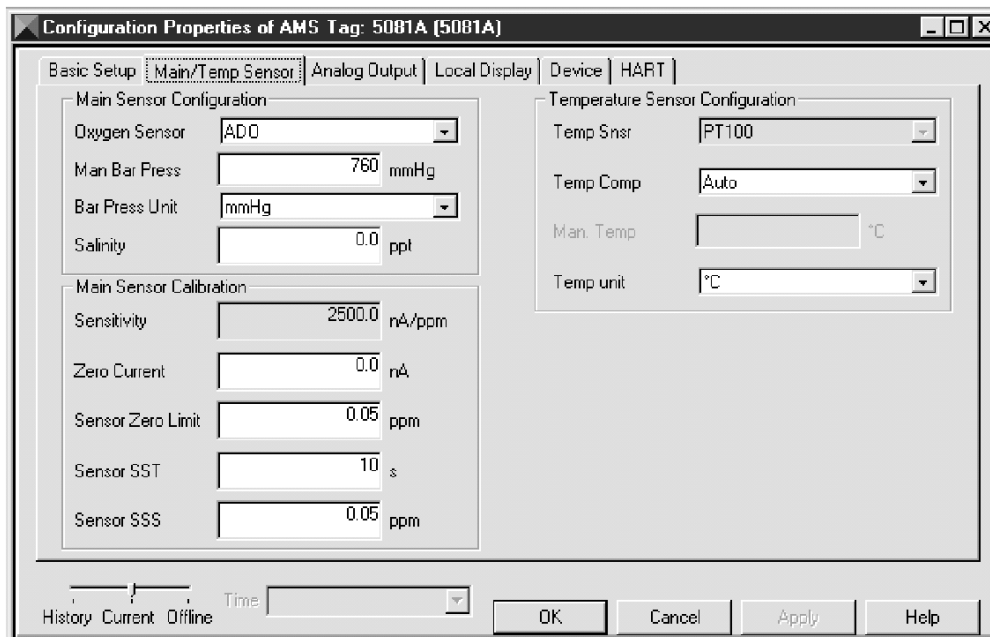 Configuration Properties of AMS Tag: 5081A (5081A)
Basic Setup Main/Temp Sensor Analog Output Local Display Device HART
Main Sensor Configuration
Oxygen Sensor ADO
Man Bar Press 760 mmHg
Bar Press Unit mmHg
Salinity 0.0 ppt
Main Sensor Calibration
Sensitivity 2500.0 nA/ppm
Zero Current 0.0 nA
Sensor Zero Limit 0.05 ppm
Sensor SST 10 s
Sensor SSS 0.05 ppm
Temperature Sensor Configuration
Temp Snsr PT100
Temp Comp Auto
Man. Temp °C
Temp unit °C
History Current Offline
Time
OK Cancel Apply Help